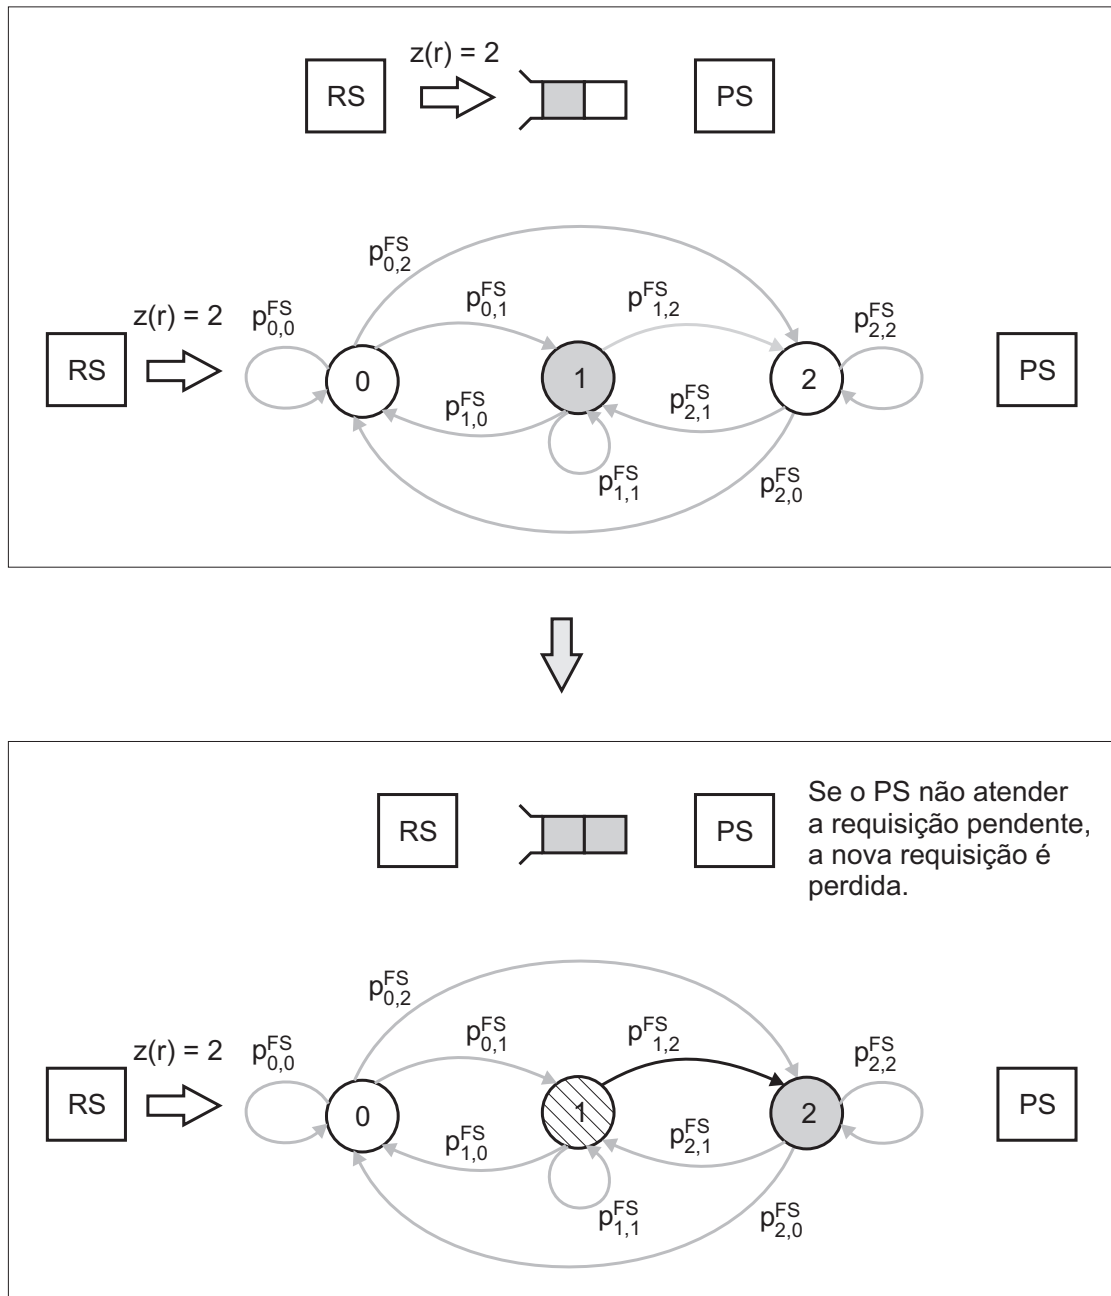 z(r) = 2
RS
PS
p^FS_0,2
p^FS_0,1
p^FS_1,2
p^FS_0,0
p^FS_2,2
z(r) = 2
RS
0
1
2
PS
p^FS_1,0
p^FS_2,1
p^FS_1,1
p^FS_2,0
RS
PS
Se o PS não atender
a requisição pendente,
a nova requisição é
perdida.
p^FS_0,2
p^FS_0,1
p^FS_1,2
p^FS_0,0
p^FS_2,2
z(r) = 2
RS
0
1
2
PS
p^FS_1,0
p^FS_2,1
p^FS_1,1
p^FS_2,0